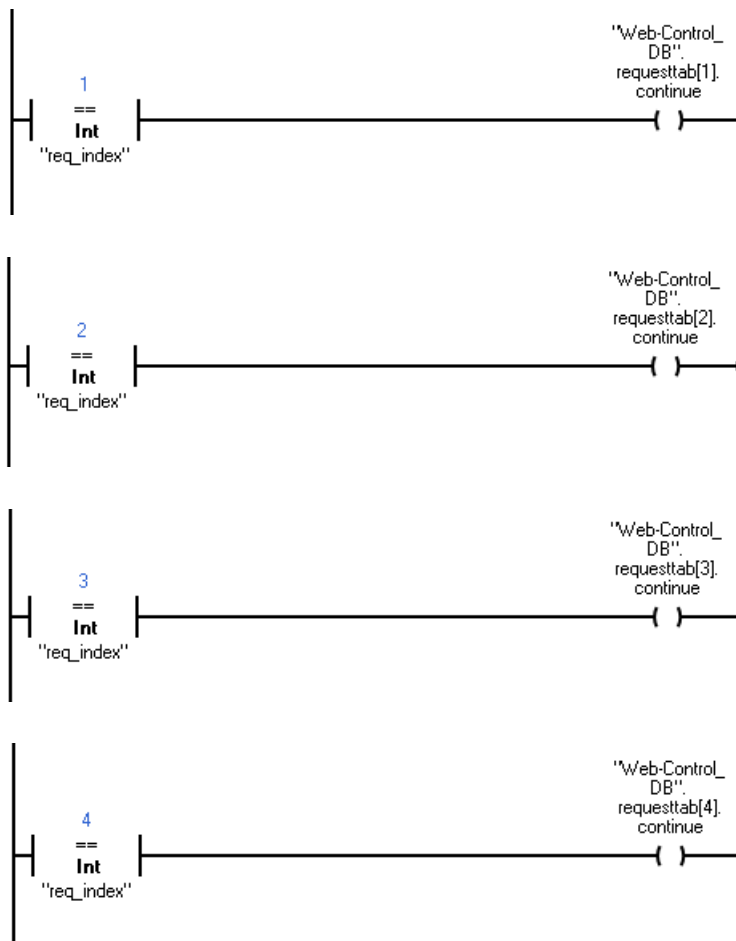 "Web-Control_
DB".
requesttab[1].
continue
1
==
Int
"req_index"
"Web-Control_
DB".
requesttab[2].
continue
2
==
Int
"req_index"
"Web-Control_
DB".
requesttab[3].
continue
3
==
Int
"req_index"
"Web-Control_
DB".
requesttab[4].
continue
4
==
Int
"req_index"